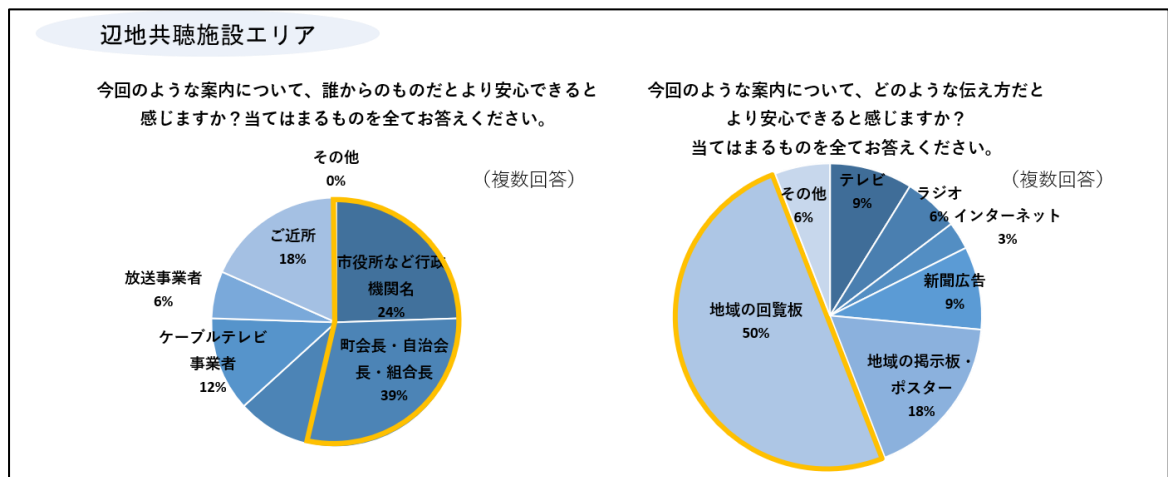 辺地共聴施設エリア
今回のような案内について、誰からのものだとより安心できると
感じますか？当てはまるものを全てお答えください。
（複数回答）
その他
0%
市役所など行政
機関名
24%
町会長・自治会
長・組合長
39%
ケーブルテレビ
事業者
12%
放送事業者
6%
ご近所
18%
今回のような案内について、どのような伝え方だと
より安心できると感じますか？
当てはまるものを全てお答えください。
（複数回答）
テレビ
9%
ラジオ
6%
インターネット
3%
新聞広告
9%
地域の掲示板・
ポスター
18%
地域の回覧板
50%
その他
6%